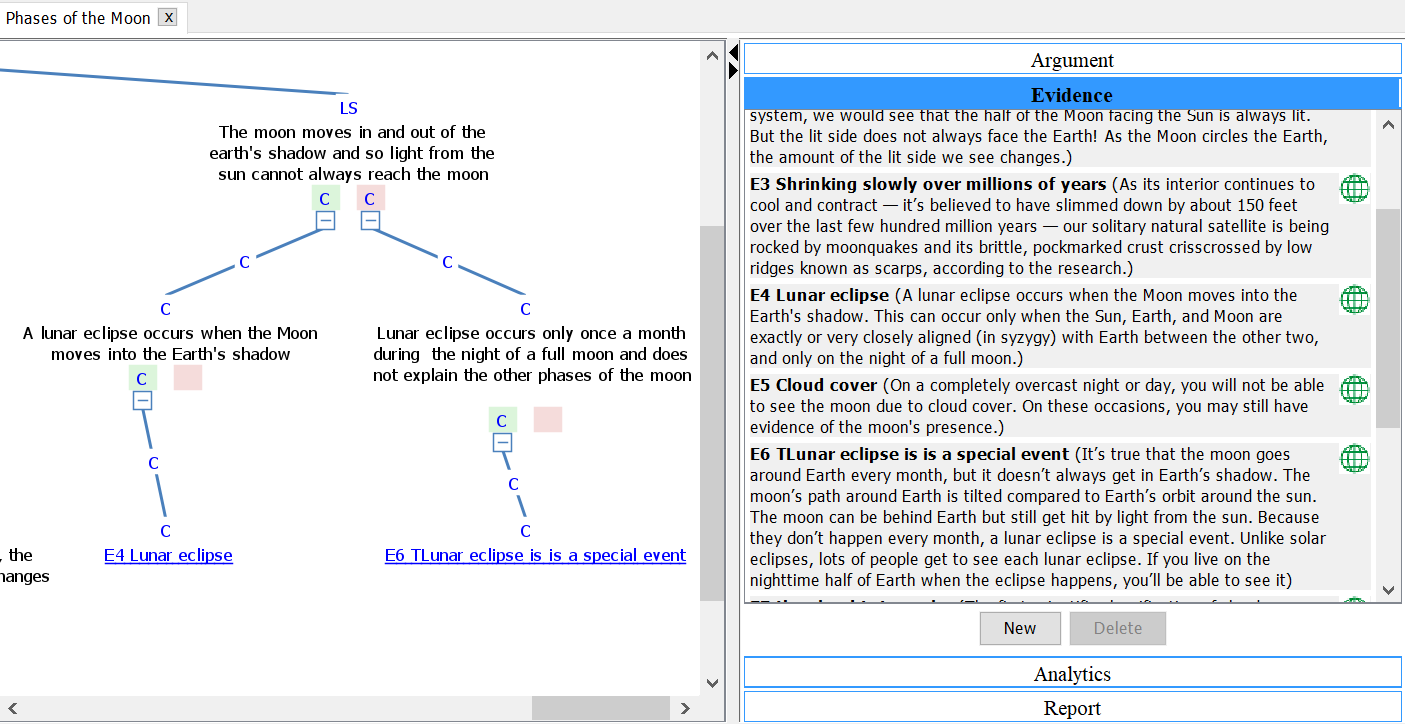 Phases of the Moon x
LS
The moon moves in and out of the
earth's shadow and so light from the
sun cannot always reach the moon
C C
C C
C C
A lunar eclipse occurs when the Moon
moves into the Earth's shadow
C
Lunar eclipse occurs only once a month
during the night of a full moon and does
not explain the other phases of the moon
C
C
C
C C
, the
hanges
E4 Lunar eclipse
E6 TLunar eclipse is is a special event
Argument
Evidence
system, we would see that the half of the Moon facing the Sun is always lit.
But the lit side does not always face the Earth! As the Moon circles the Earth,
the amount of the lit side we see changes.)
E3 Shrinking slowly over millions of years (As its interior continues to
cool and contract — it’s believed to have slimmed down by about 150 feet
over the last few hundred million years — our solitary natural satellite is being
rocked by moonquakes and its brittle, pockmarked crust crisscrossed by low
ridges known as scarps, according to the research.)
E4 Lunar eclipse (A lunar eclipse occurs when the Moon moves into the
Earth's shadow. This can occur only when the Sun, Earth, and Moon are
exactly or very closely aligned (in syzygy) with Earth between the other two,
and only on the night of a full moon.)
E5 Cloud cover (On a completely overcast night or day, you will not be able
to see the moon due to cloud cover. On these occasions, you may still have
evidence of the moon's presence.)
E6 TLunar eclipse is is a special event (It’s true that the moon goes
around Earth every month, but it doesn’t always get in Earth’s shadow. The
moon’s path around Earth is tilted compared to Earth’s orbit around the sun.
The moon can be behind Earth but still get hit by light from the sun. Because
they don’t happen every month, a lunar eclipse is a special event. Unlike solar
eclipses, lots of people get to see each lunar eclipse. If you live on the
nighttime half of Earth when the eclipse happens, you’ll be able to see it)
New Delete
Analytics
Report